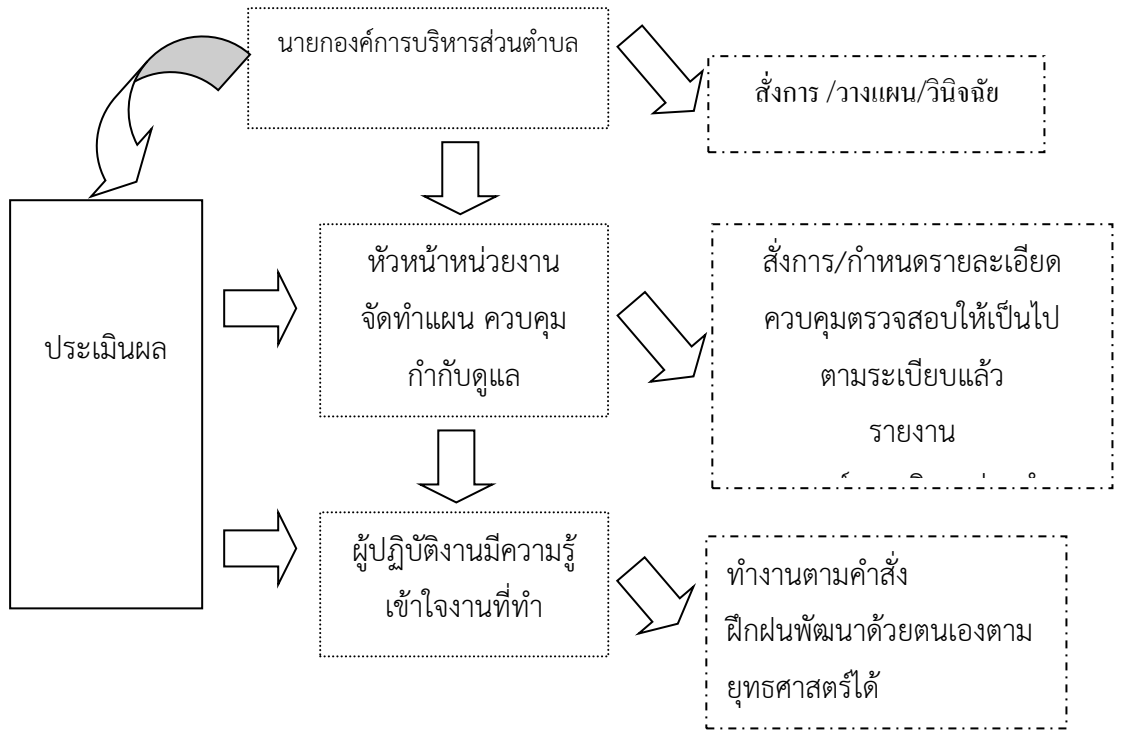 นายกองค์การบริหารส่วนตำบล
สั่งการ /วางแผน/วินิจฉัย
ประเมินผล
หัวหน้าหน่วยงาน
จัดทำแผน ควบคุม
กำกับดูแล
สั่งการ/กำหนดรายละเอียด
ควบคุมตรวจสอบให้เป็นไป
ตามระเบียบแล้ว
รายงาน
ผู้ปฏิบัติงานมีความรู้
เข้าใจงานที่ทำ
ทำงานตามคำสั่ง
ฝึกฝนพัฒนาด้วยตนเองตาม
ยุทธศาสตร์ได้